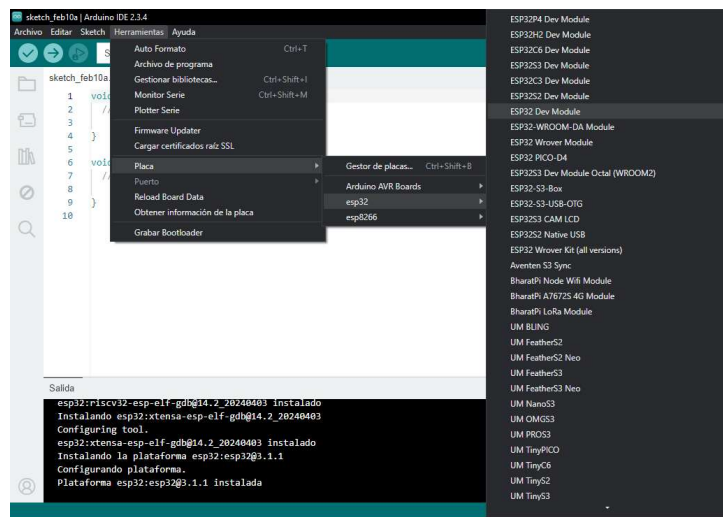 sketch_feb10a | Arduino IDE 2.3.4
Archivo Editar Sketch Herramientas Ayuda
sketch_feb10a.
1 void
2 //
3
4 }
5
6 void
7 //
8
9 }
10
Auto Formato Ctrl+T
Archivo de programa
Gestionar bibliotecas... Ctrl+Shift+I
Monitor Serie Ctrl+Shift+M
Plotter Serie
Firmware Updater
Cargar certificados raíz SSL
Placa
Puerto
Reload Board Data
Obtener información de la placa
Grabar Bootloader
Gestor de placas... Ctrl+Shift+B
Arduino AVR Boards
esp32
esp8266
ESP32P4 Dev Module
ESP32H2 Dev Module
ESP32C6 Dev Module
ESP32S3 Dev Module
ESP32C3 Dev Module
ESP32S2 Dev Module
ESP32 Dev Module
ESP32-WROOM-DA Module
ESP32 Wrover Module
ESP32 PICO-D4
ESP32S3 Dev Module Octal (WROOM2)
ESP32-S3-Box
ESP32-S3-USB-OTG
ESP32S3 CAM LCD
ESP32S2 Native USB
ESP32 Wrover Kit (all versions)
Aventen S3 Sync
BharatPi Node Wifi Module
BharatPi A7672S 4G Module
BharatPi LoRa Module
UM BLING
UM FeatherS2
UM FeatherS2 Neo
UM FeatherS3
UM FeatherS3 Neo
UM NanoS3
UM OMGS3
UM PROS3
UM TinyPICO
UM TinyC6
UM TinyS2
UM TinyS3
Salida
esp32:riscv32-esp-elf-gdb@14.2_20240403 instalado
Instalando esp32:xtensa-esp-elf-gdb@14.2_20240403
Configuring tool.
esp32:xtensa-esp-elf-gdb@14.2_20240403 instalado
Instalando la plataforma esp32:esp32@3.1.1
Configurando plataforma.
Plataforma esp32:esp32@3.1.1 instalada